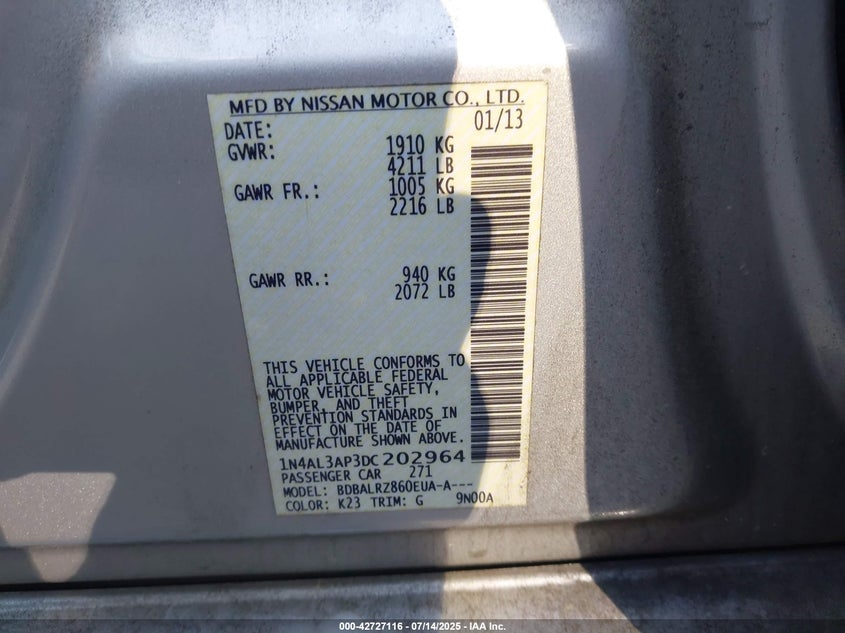 MFD BY NISSAN MOTOR CO., LTD.
DATE: 01/13
GVWR: 1910 KG
4211 LB
GAWR FR.: 1005 KG
2216 LB
GAWR RR.: 940 KG
2072 LB
THIS VEHICLE CONFORMS TO
ALL APPLICABLE FEDERAL
MOTOR VEHICLE SAFETY,
BUMPER, AND THEFT
PREVENTION STANDARDS IN
EFFECT ON THE DATE OF
MANUFACTURE SHOWN ABOVE.
1N4AL3AP3DC202964
PASSENGER CAR 271
MODEL: BDBALRZ860EUA-A---
COLOR: K23 TRIM: G 9N00A
000-42727116 - 07/14/2025 - IAA Inc.